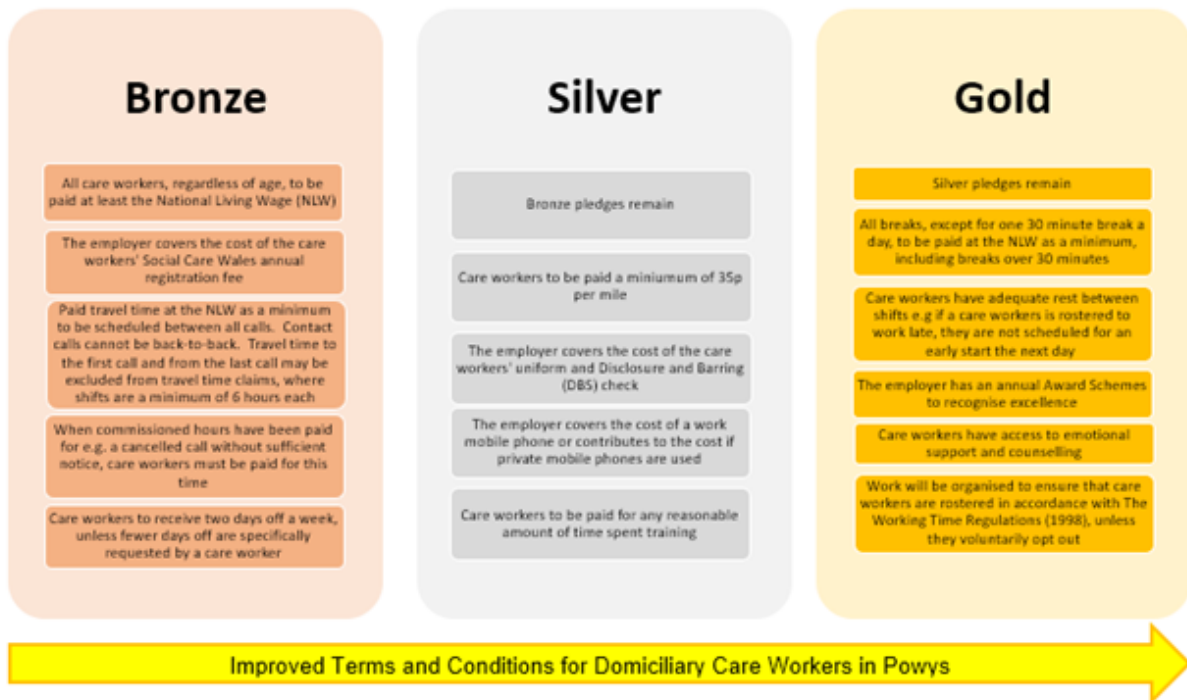 Bronze
All care workers, regardless of age, to be
paid at least the National Living Wage (NLW)
The employer covers the cost of the care
workers' Social Care Wales annual
registration fee
Paid travel time at the NLW as a minimum
to be scheduled between all calls. Contact
calls cannot be back-to-back. Travel time to
the first call and from the last call may be
excluded from travel time claims, where
shifts are a minimum of 6 hours each
When commissioned hours have been paid
for e.g. a cancelled call without sufficient
notice, care workers must be paid for this
time
Care workers to receive two days off a week,
unless fewer days off are specifically
requested by a care worker
Silver
Bronze pledges remain
Care workers to be paid a miniumum of 35p
per mile
The employer covers the cost of the care
workers' uniform and Disclosure and Barring
(DBS) check
The employer covers the cost of a work
mobile phone or contributes to the cost if
private mobile phones are used
Care workers to be paid for any reasonable
amount of time spent training
Gold
Silver pledges remain
All breaks, except for one 30 minute break a
day, to be paid at the NLW as a minimum,
including breaks over 30 minutes
Care workers have adequate rest between
shifts e.g if a care workers is rostered to
work late, they are not scheduled for an
early start the next day
The employer has an annual Award Schemes
to recognise excellence
Care workers have access to emotional
support and counselling
Work will be organised to ensure that care
workers are rostered in accordance with The
Working Time Regulations (1998), unless
they voluntarily opt out
Improved Terms and Conditions for Domiciliary Care Workers in Powys